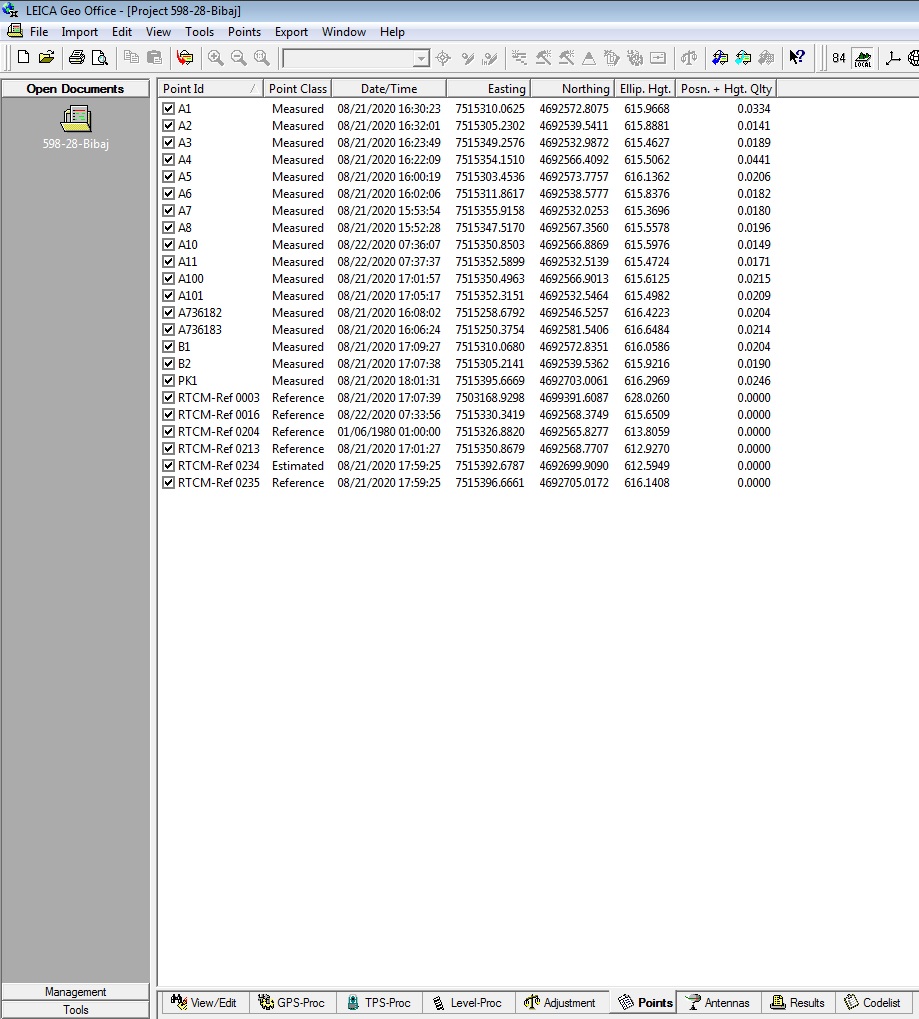 LEICA Geo Office - [Project 598-28-Bibaj]
File Import Edit View Tools Points Export Window Help
84 LOCAL
Open Documents
598-28-Bibaj
Management
Tools
Point Id Point Class Date/Time Easting Northing Ellip. Hgt. Posn. + Hgt. Qlty
A1 Measured 08/21/2020 16:30:23 7515310.0625 4692572.8075 615.9668 0.0334
A2 Measured 08/21/2020 16:32:01 7515305.2302 4692539.5411 615.8881 0.0141
A3 Measured 08/21/2020 16:23:49 7515349.2576 4692532.9872 615.4627 0.0189
A4 Measured 08/21/2020 16:22:09 7515354.1510 4692566.4092 615.5062 0.0441
A5 Measured 08/21/2020 16:00:19 7515303.4536 4692573.7757 616.1362 0.0206
A6 Measured 08/21/2020 16:02:06 7515311.8617 4692538.5777 615.8376 0.0182
A7 Measured 08/21/2020 15:53:54 7515355.9158 4692532.0253 615.3696 0.0180
A8 Measured 08/21/2020 15:52:28 7515347.5170 4692567.3560 615.5578 0.0196
A10 Measured 08/22/2020 07:36:07 7515350.8503 4692566.8869 615.5976 0.0149
A11 Measured 08/22/2020 07:37:37 7515352.5899 4692532.5139 615.4724 0.0171
A100 Measured 08/21/2020 17:01:57 7515350.4963 4692566.9013 615.6125 0.0215
A101 Measured 08/21/2020 17:05:17 7515352.3151 4692532.5464 615.4982 0.0209
A736182 Measured 08/21/2020 16:08:02 7515258.6792 4692546.5257 616.4223 0.0204
A736183 Measured 08/21/2020 16:06:24 7515250.3754 4692581.5406 616.6484 0.0214
B1 Measured 08/21/2020 17:09:27 7515310.0680 4692572.8351 616.0586 0.0204
B2 Measured 08/21/2020 17:07:38 7515305.2141 4692539.5362 615.9216 0.0190
PK1 Measured 08/21/2020 18:01:31 7515395.6669 4692703.0061 616.2969 0.0246
RTCM-Ref 0003 Reference 08/21/2020 17:07:39 7503168.9298 4699391.6087 628.0260 0.0000
RTCM-Ref 0016 Reference 08/22/2020 07:33:56 7515330.3419 4692568.3749 615.6509 0.0000
RTCM-Ref 0204 Reference 01/06/1980 01:00:00 7515326.8820 4692565.8277 613.8059 0.0000
RTCM-Ref 0213 Reference 08/21/2020 17:01:27 7515350.8679 4692568.7707 612.9270 0.0000
RTCM-Ref 0234 Estimated 08/21/2020 17:59:25 7515392.6787 4692699.9090 612.5949 0.0000
RTCM-Ref 0235 Reference 08/21/2020 17:59:25 7515396.6661 4692705.0172 616.1408 0.0000
View/Edit GPS-Proc TPS-Proc Level-Proc Adjustment Points Antennas Results Codelist